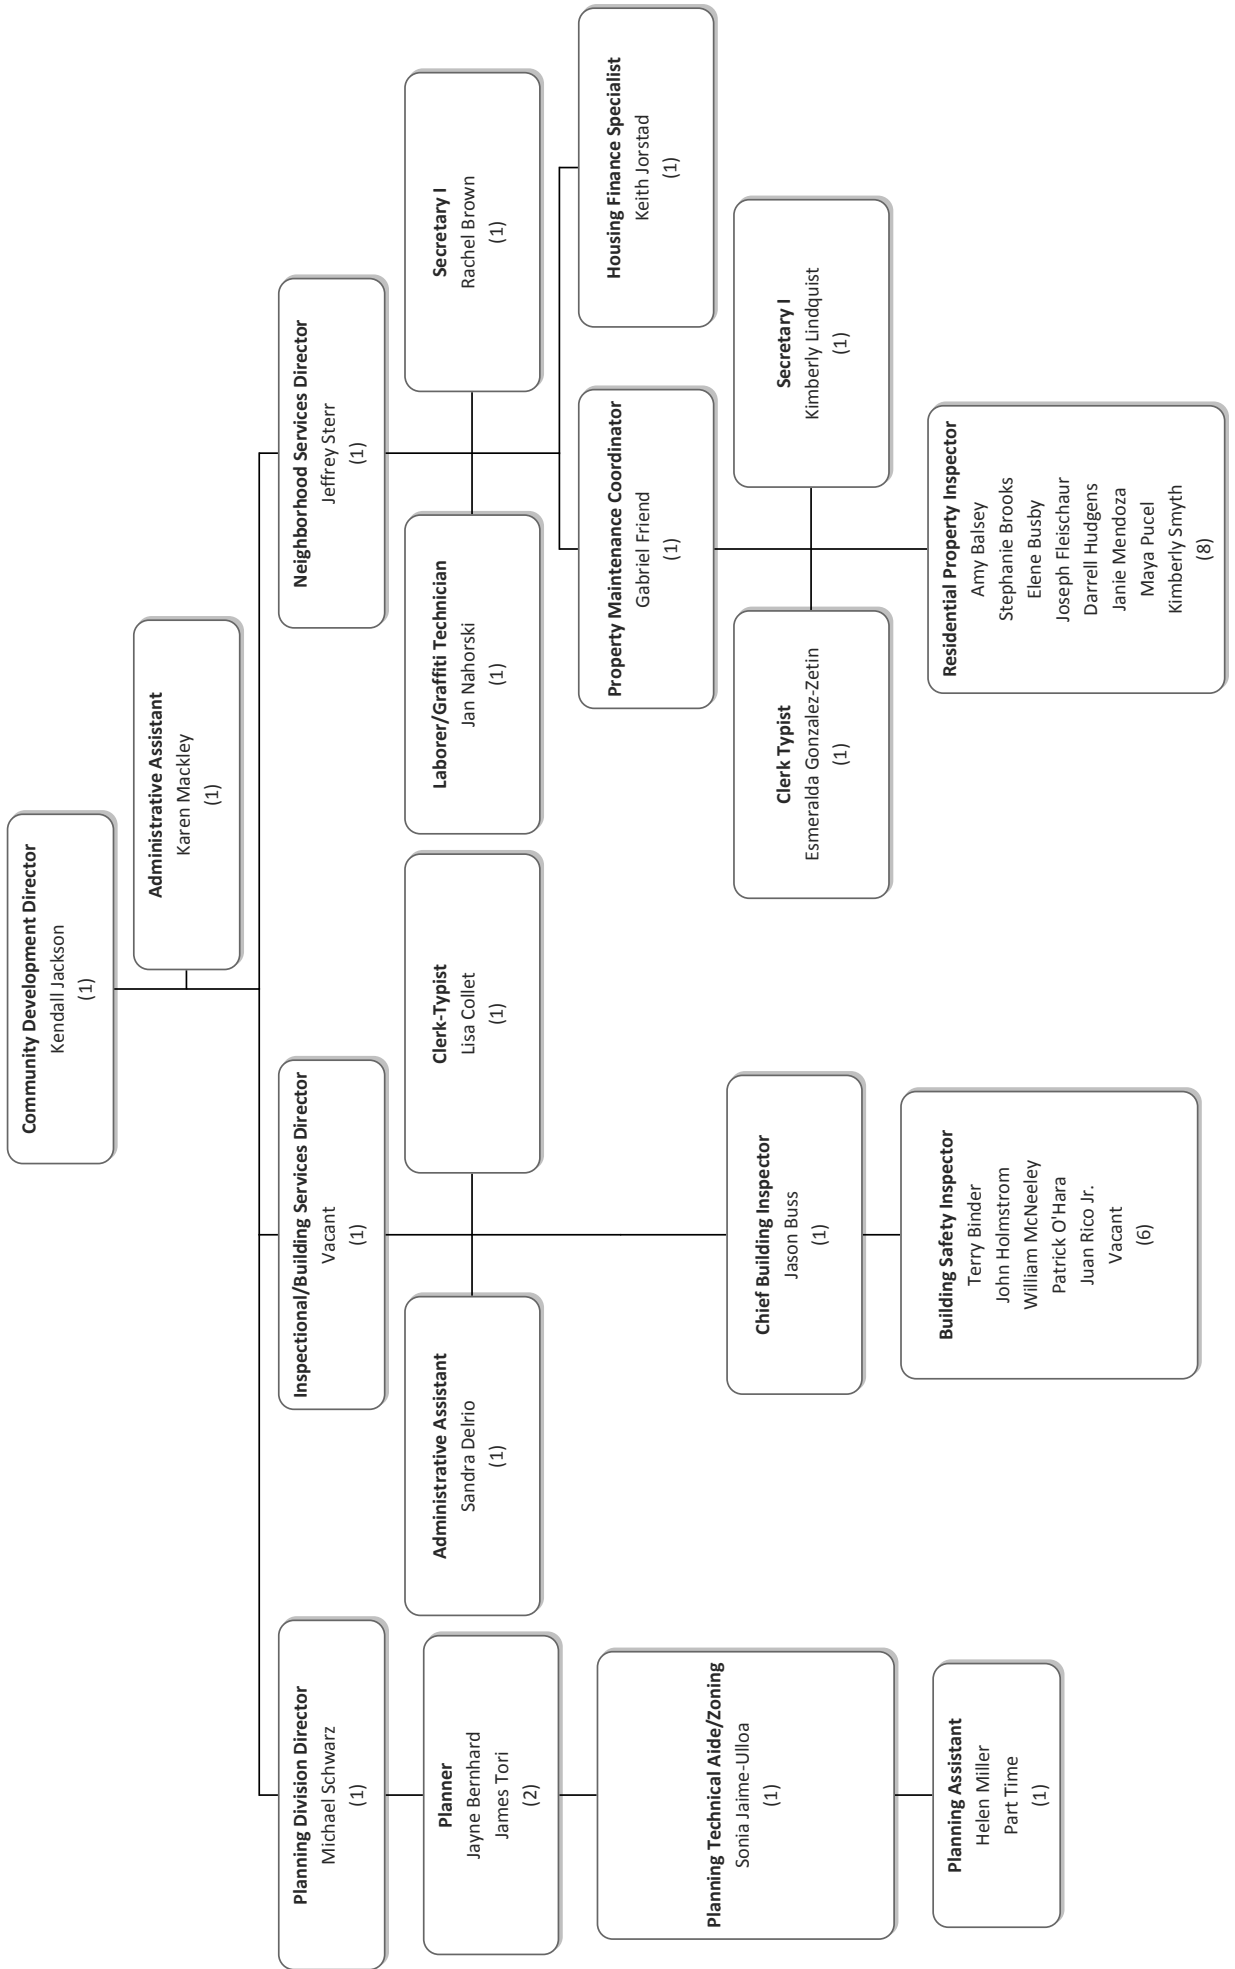 Community Development Director
Kendall Jackson
(1)
Administrative Assistant
Karen Mackley
(1)
Planning Division Director
Michael Schwarz
(1)
Planner
Jayne Bernhard
James Tori
(2)
Planning Technical Aide/Zoning
Sonia Jaime-Ulloa
(1)
Planning Assistant
Helen Miller
Part Time
(1)
Inspectional/Building Services Director
Vacant
(1)
Administrative Assistant
Sandra Delrio
(1)
Clerk-Typist
Lisa Collet
(1)
Chief Building Inspector
Jason Buss
(1)
Building Safety Inspector
Terry Binder
John Holmstrom
William McNeeley
Patrick O'Hara
Juan Rico Jr.
Vacant
(6)
Neighborhood Services Director
Jeffrey Sterr
(1)
Laborer/Graffiti Technician
Jan Nahorski
(1)
Secretary I
Rachel Brown
(1)
Property Maintenance Coordinator
Gabriel Friend
(1)
Housing Finance Specialist
Keith Jorstad
(1)
Clerk Typist
Esmeralda Gonzalez-Zetin
(1)
Secretary I
Kimberly Lindquist
(1)
Residential Property Inspector
Amy Balsey
Stephanie Brooks
Elene Busby
Joseph Fleischaur
Darrell Hudgens
Janie Mendoza
Maya Pucel
Kimberly Smyth
(8)